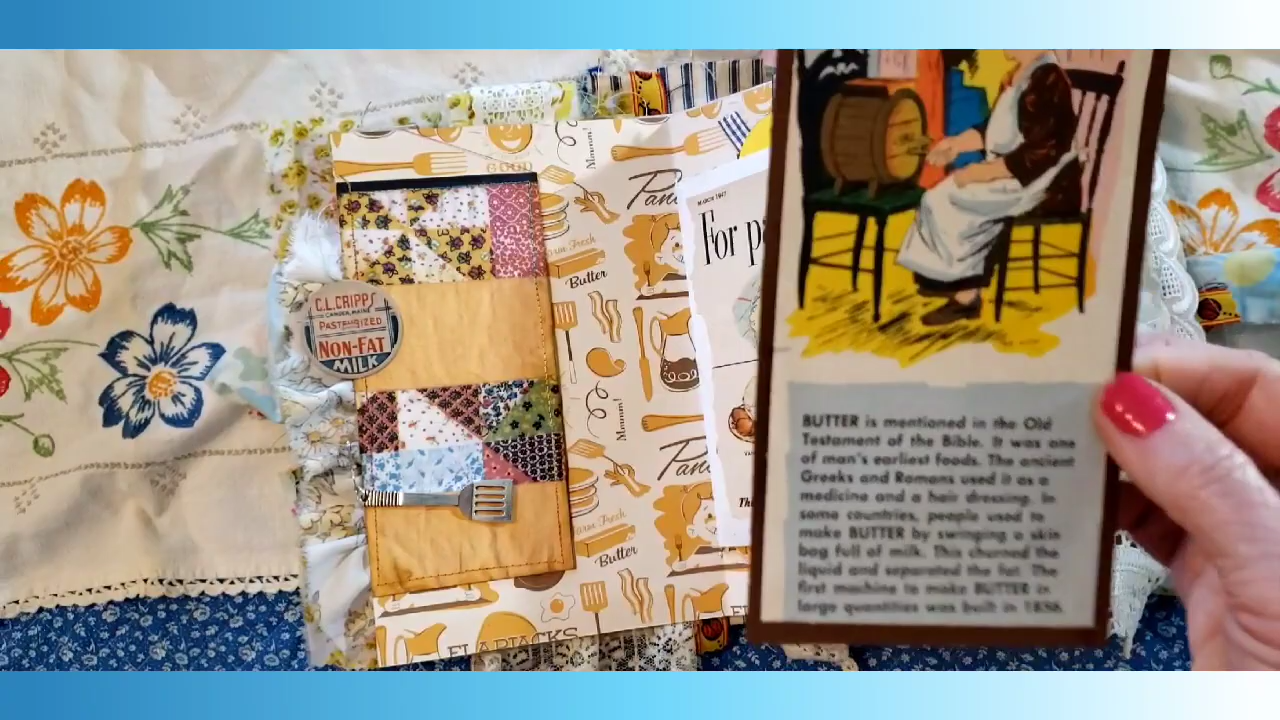 GOOD
Mmmm!
Pan
MARCH 1947
For p
Farm Fresh
Butter
C.L. CRIPPS
CAMDEN, MAINE
PASTEURIZED
NON-FAT
MILK
Mmmm!
Pan
Th
Farm Fresh
Butter
FLAPJACKS
BUTTER is mentioned in the Old
Testament of the Bible. It was one
of man's earliest foods. The ancient
Greeks and Romans used it as a
medicine and a hair dressing. In
some countries, people used to
make BUTTER by swinging a skin
bag full of milk. This churned the
liquid and separated the fat. The
first machine to make BUTTER in
large quantities was built in 1856.